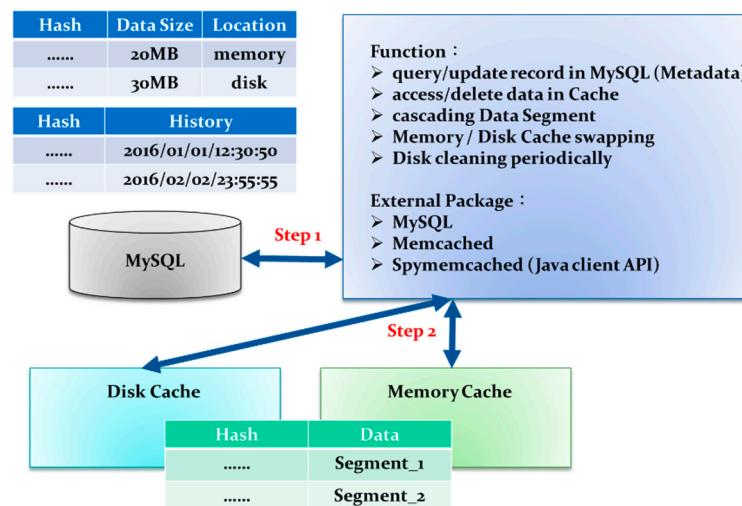 Hash Data Size Location
...... 20MB memory
...... 30MB disk
Hash History
...... 2016/01/01/12:30:50
...... 2016/02/02/23:55:55
MySQL
Step 1
Function：
➢ query/update record in MySQL (Metadata)
➢ access/delete data in Cache
➢ cascading Data Segment
➢ Memory / Disk Cache swapping
➢ Disk cleaning periodically
External Package：
➢ MySQL
➢ Memcached
➢ Spymemcached (Java client API)
Step 2
Disk Cache
Memory Cache
Hash Data
...... Segment_1
...... Segment_2